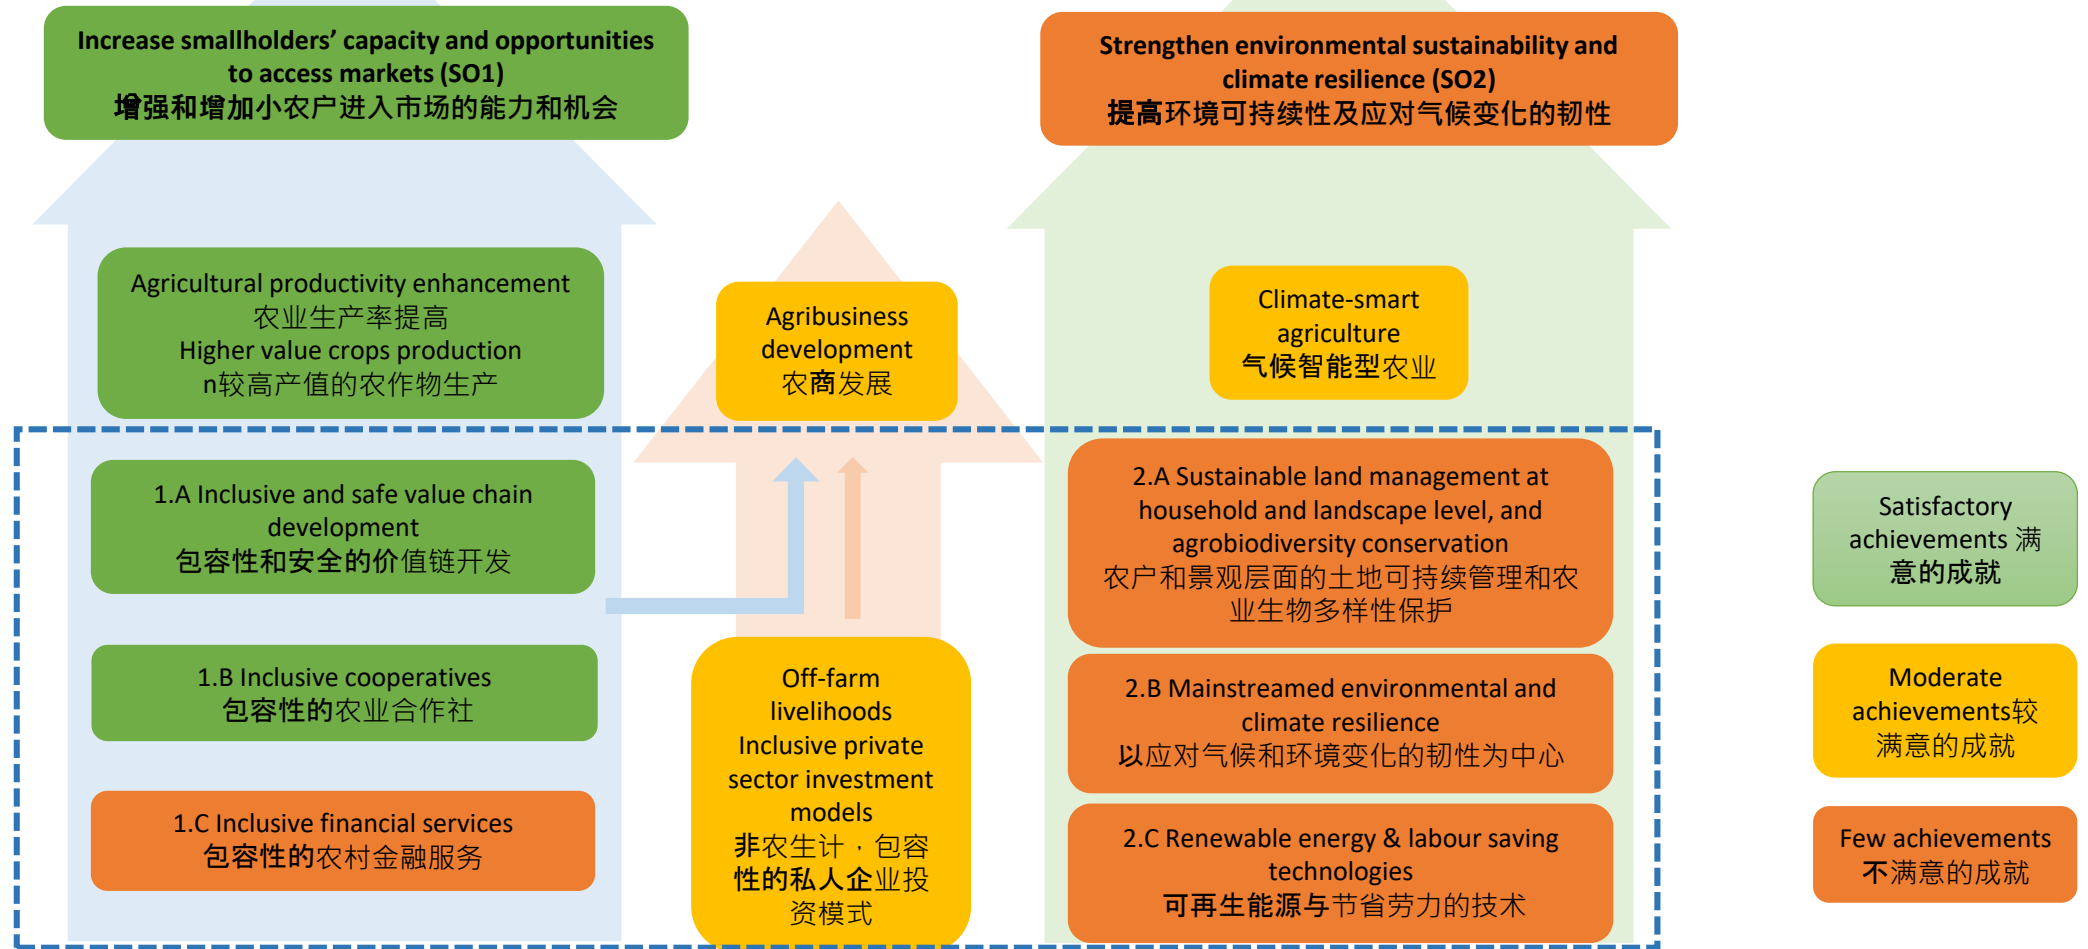 Increase smallholders’ capacity and opportunities
to access markets (SO1)
增强和增加小农户进入市场的能力和机会
Strengthen environmental sustainability and
climate resilience (SO2)
提高环境可持续性及应对气候变化的韧性
Agricultural productivity enhancement
农业生产率提高
Higher value crops production
n较高产值的农作物生产
Agribusiness
development
农商发展
Climate-smart
agriculture
气候智能型农业
1.A Inclusive and safe value chain
development
包容性和安全的价值链开发
1.B Inclusive cooperatives
包容性的农业合作社
1.C Inclusive financial services
包容性的农村金融服务
Off-farm
livelihoods
Inclusive private
sector investment
models
非农生计，包容
性的私人企业投
资模式
2.A Sustainable land management at
household and landscape level, and
agrobiodiversity conservation
农户和景观层面的土地可持续管理和农
业生物多样性保护
2.B Mainstreamed environmental and
climate resilience
以应对气候和环境变化的韧性为中心
2.C Renewable energy & labour saving
technologies
可再生能源与节省劳力的技术
Satisfactory
achievements 满
意的成就
Moderate
achievements较
满意的成就
Few achievements
不满意的成就